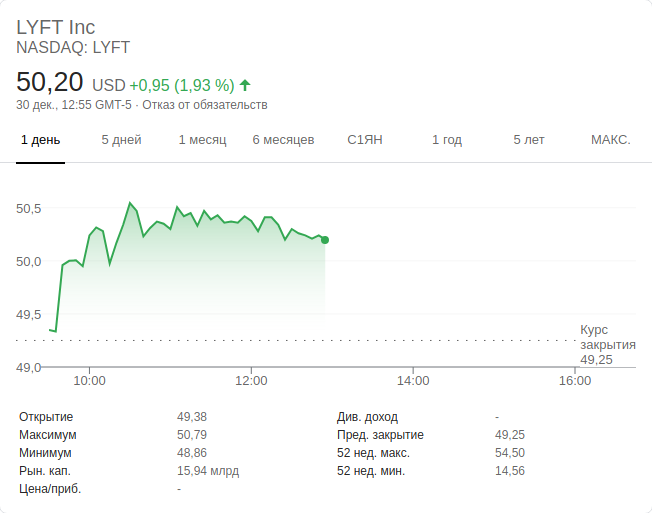 LYFT Inc
NASDAQ: LYFT
50,20 USD +0,95 (1,93 %)
30 дек., 12:55 GMT-5 · Отказ от обязательств
1 день 5 дней 1 месяц 6 месяцев С1ЯН 1 год 5 лет МАКС.
50,5
50,0
49,5
49,0
Курс
закрытия
49,25
10:00 12:00 14:00 16:00
Открытие 49,38
Максимум 50,79
Минимум 48,86
Рын. кап. 15,94 млрд
Цена/приб. -
Див. доход -
Пред. закрытие 49,25
52 нед. макс. 54,50
52 нед. мин. 14,56